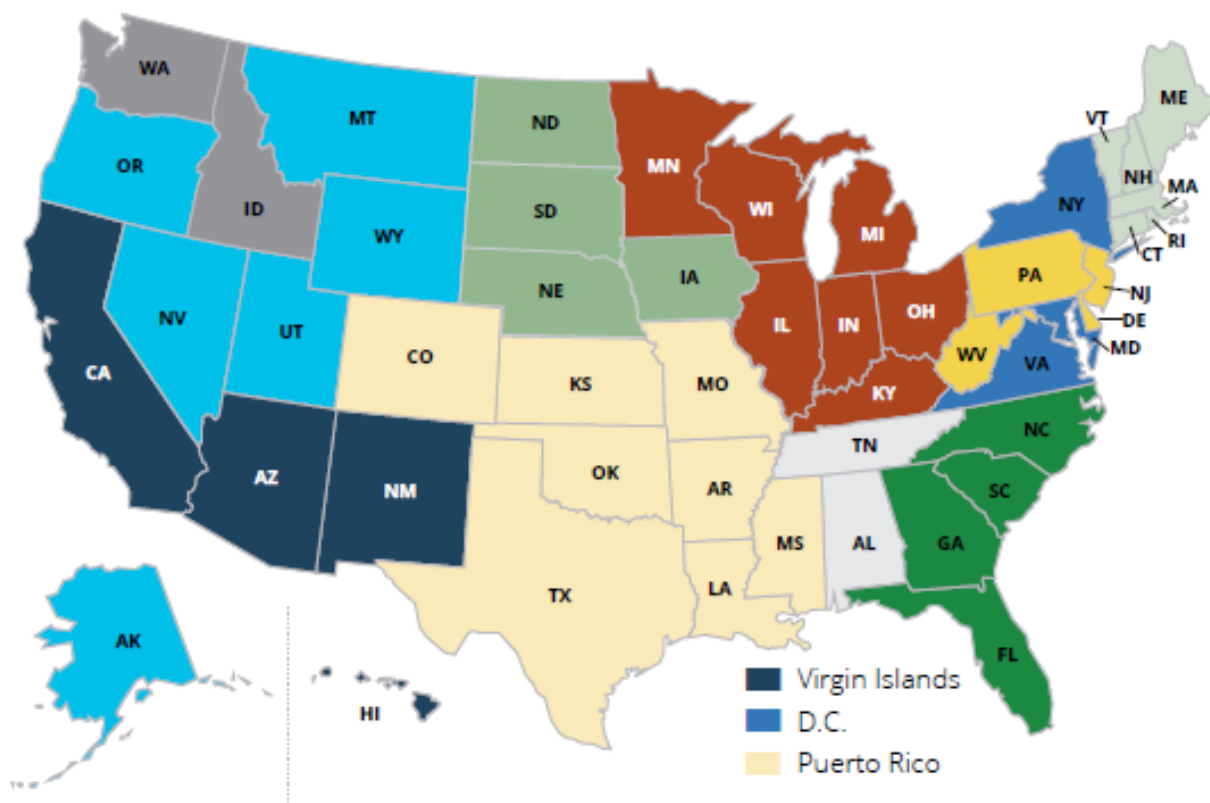 WA
MT
ND
MN
ME
VT
OR
NH
MA
ID
SD
WI
NY
WY
MI
RI
CT
PA
NE
IA
NJ
NV
UT
IL
IN
OH
DE
MD
CO
WV
VA
CA
KS
MO
KY
NC
TN
AZ
NM
OK
AR
SC
MS
AL
GA
TX
LA
AK
FL
HI
Virgin Islands
D.C.
Puerto Rico